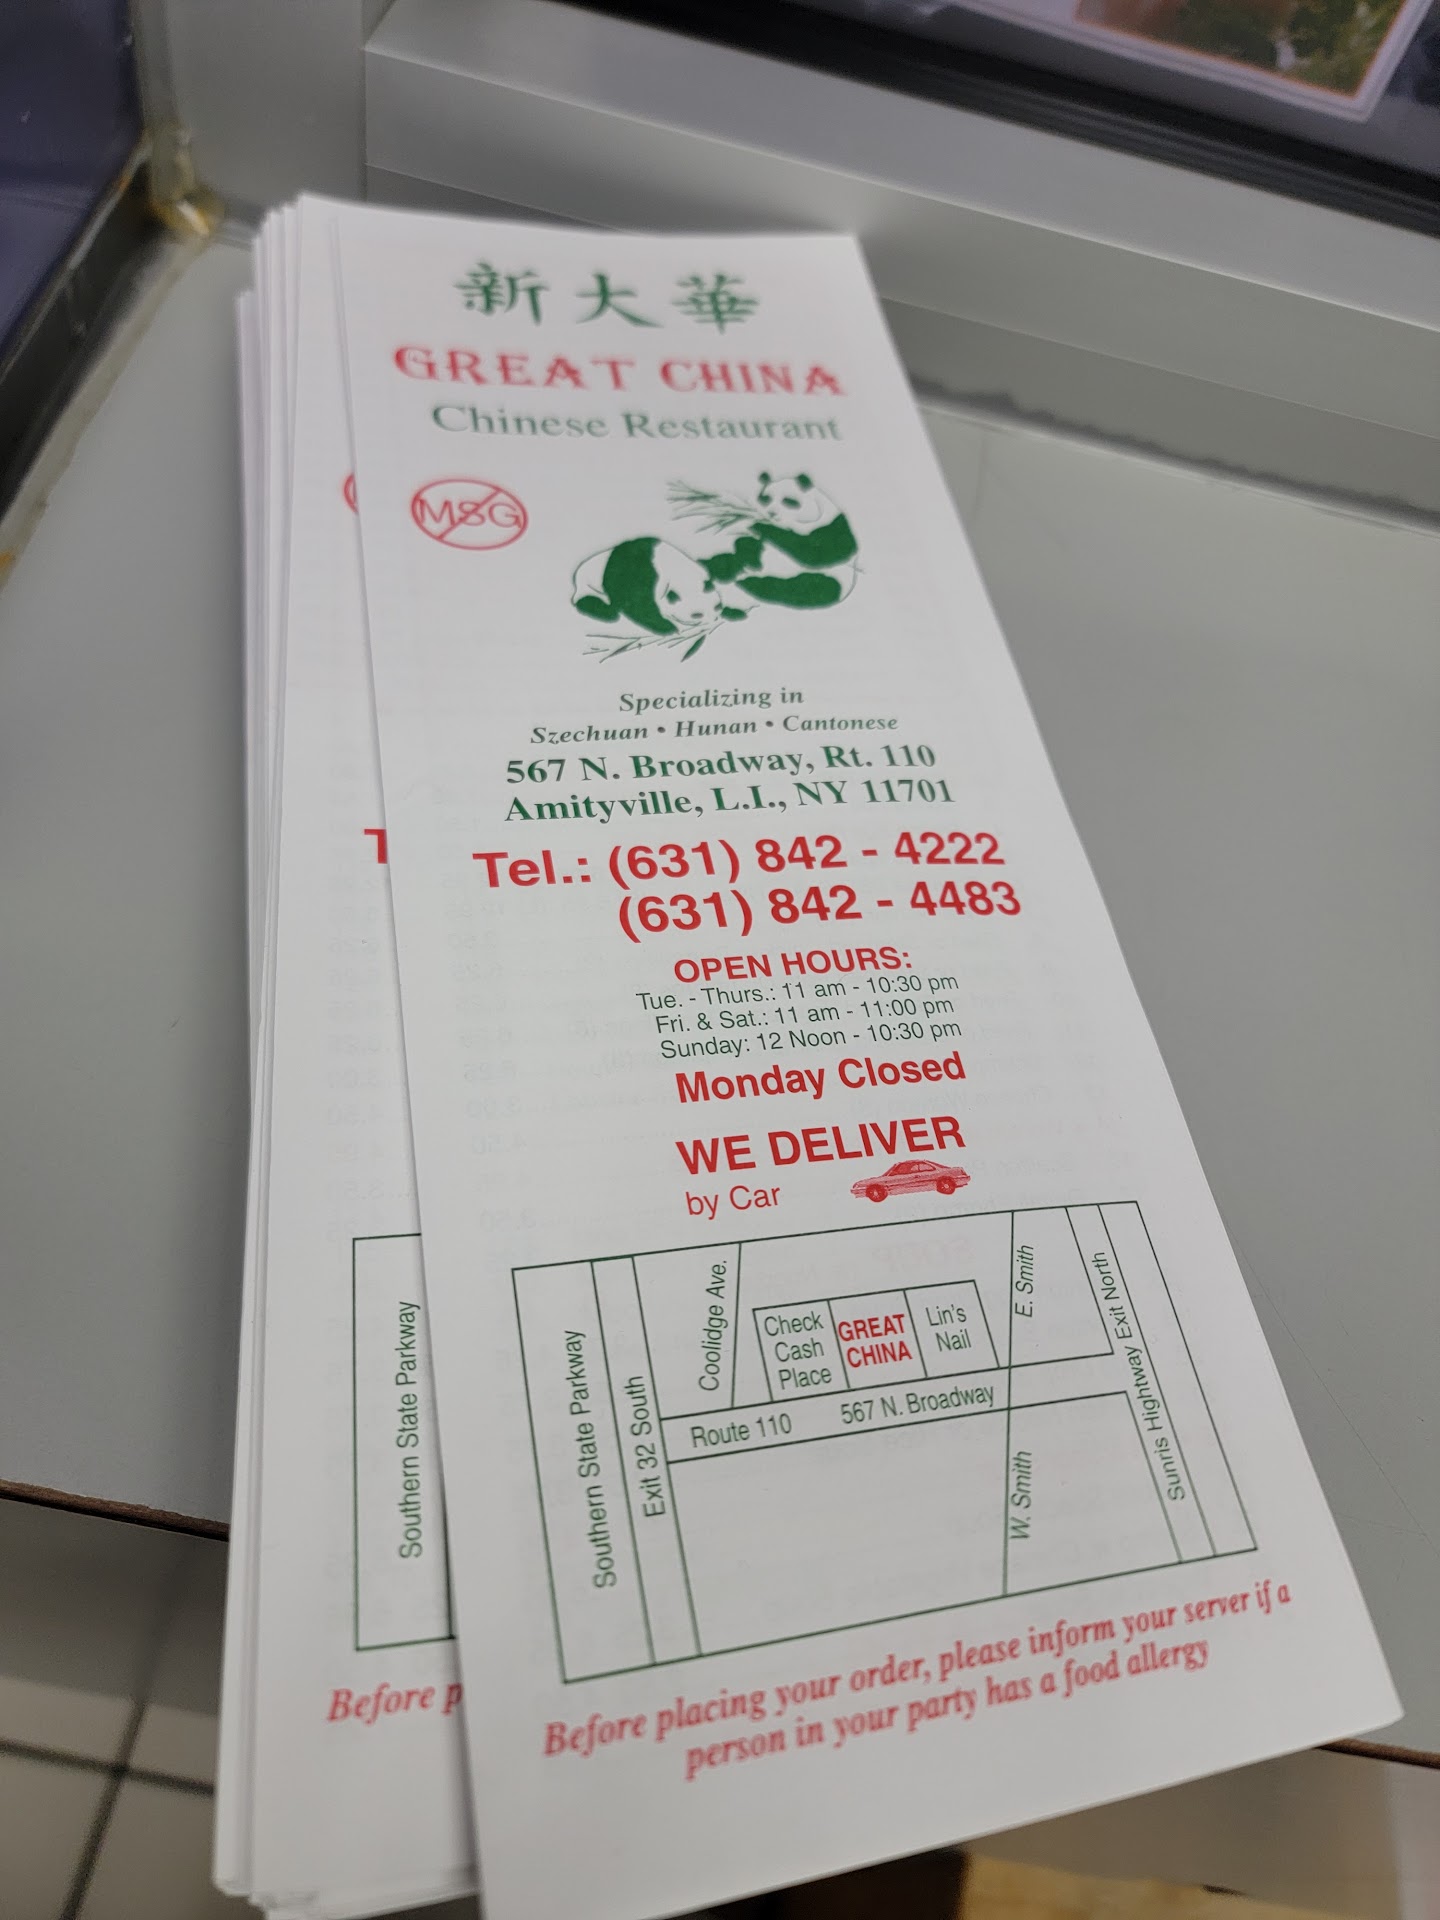 新大華
GREAT CHINA
Chinese Restaurant
MSG
Specializing in
Szechuan • Hunan • Cantonese
567 N. Broadway, Rt. 110
Amityville, L.I., NY 11701
Tel.: (631) 842 - 4222
(631) 842 - 4483
OPEN HOURS:
Tue. - Thurs.: 11 am - 10:30 pm
Fri. & Sat.: 11 am - 11:00 pm
Sunday: 12 Noon - 10:30 pm
Monday Closed
WE DELIVER
by Car
Southern State Parkway
Exit 32 South
Coolidge Ave.
Check
Cash
Place
GREAT
CHINA
Lin's
Nail
E. Smith
Route 110 567 N. Broadway
W. Smith
Sunris Hightway Exit North
Before placing your order, please inform your server if a
person in your party has a food allergy
T
Southern State Parkway
Before p